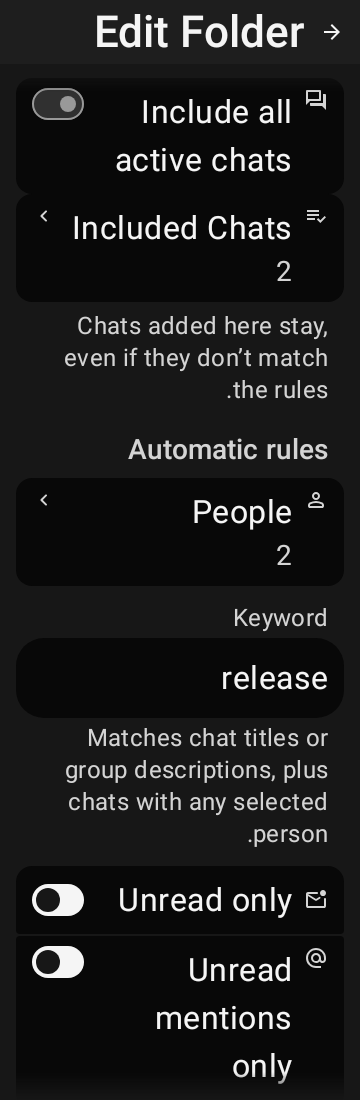 Edit Folder
Include all
active chats
Included Chats
2
Chats added here stay,
even if they don’t match
.the rules
Automatic rules
People
2
Keyword
release
Matches chat titles or
group descriptions, plus
chats with any selected
.person
Unread only
Unread
mentions
only